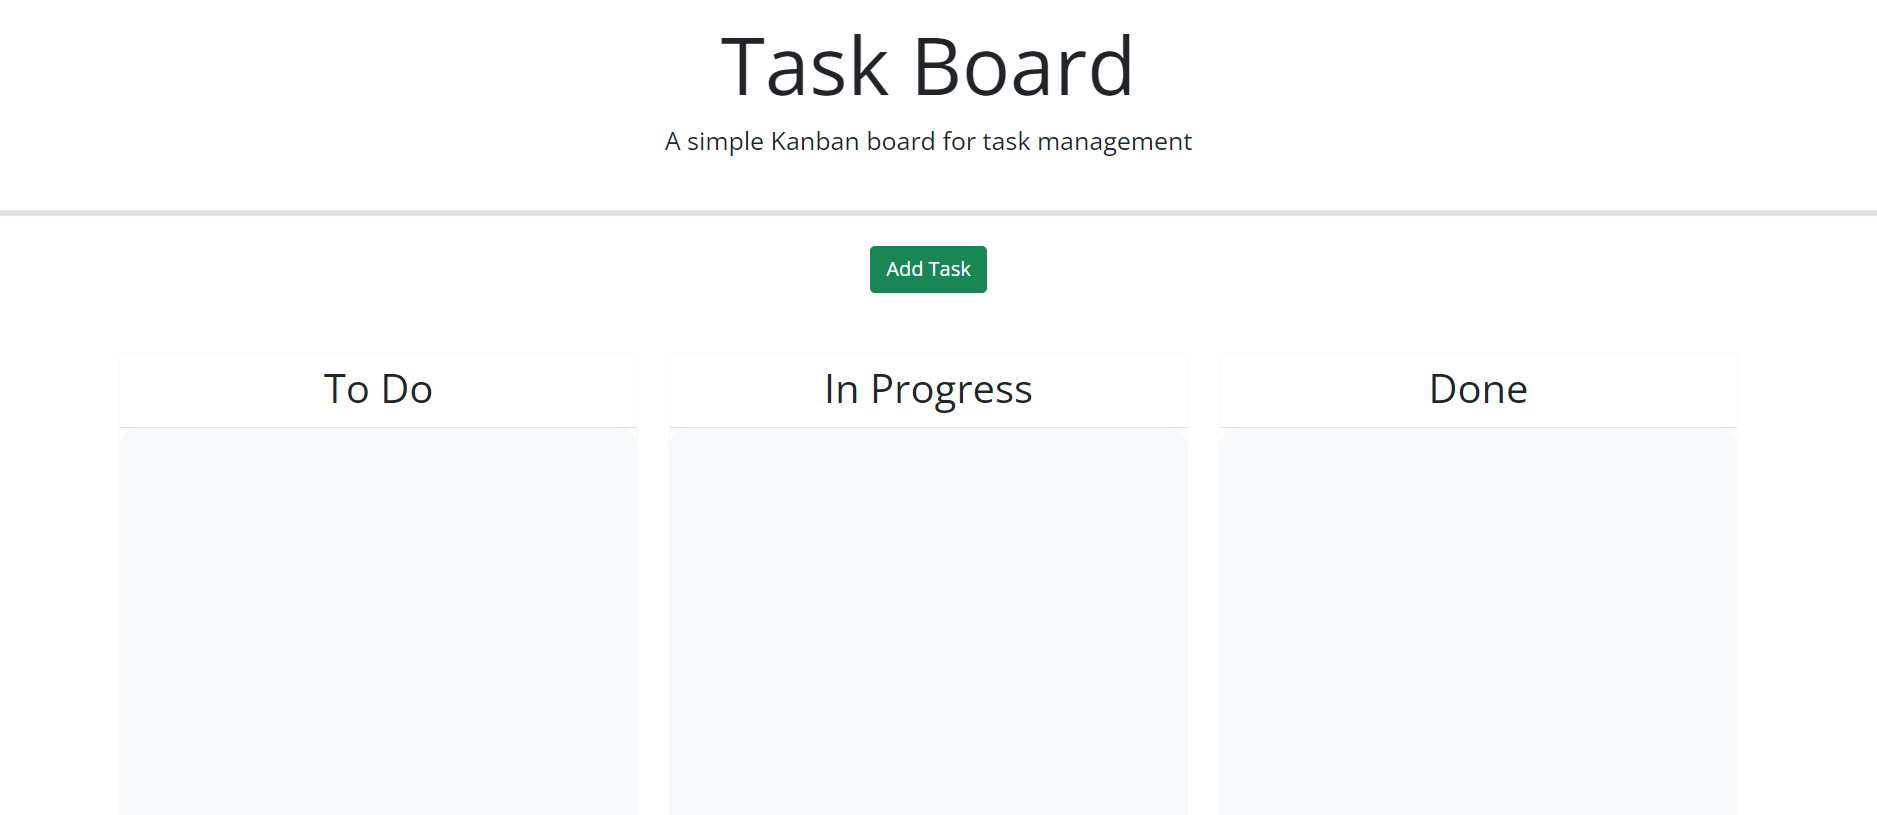 Task Board
A simple Kanban board for task management
Add Task
To Do
In Progress
Done